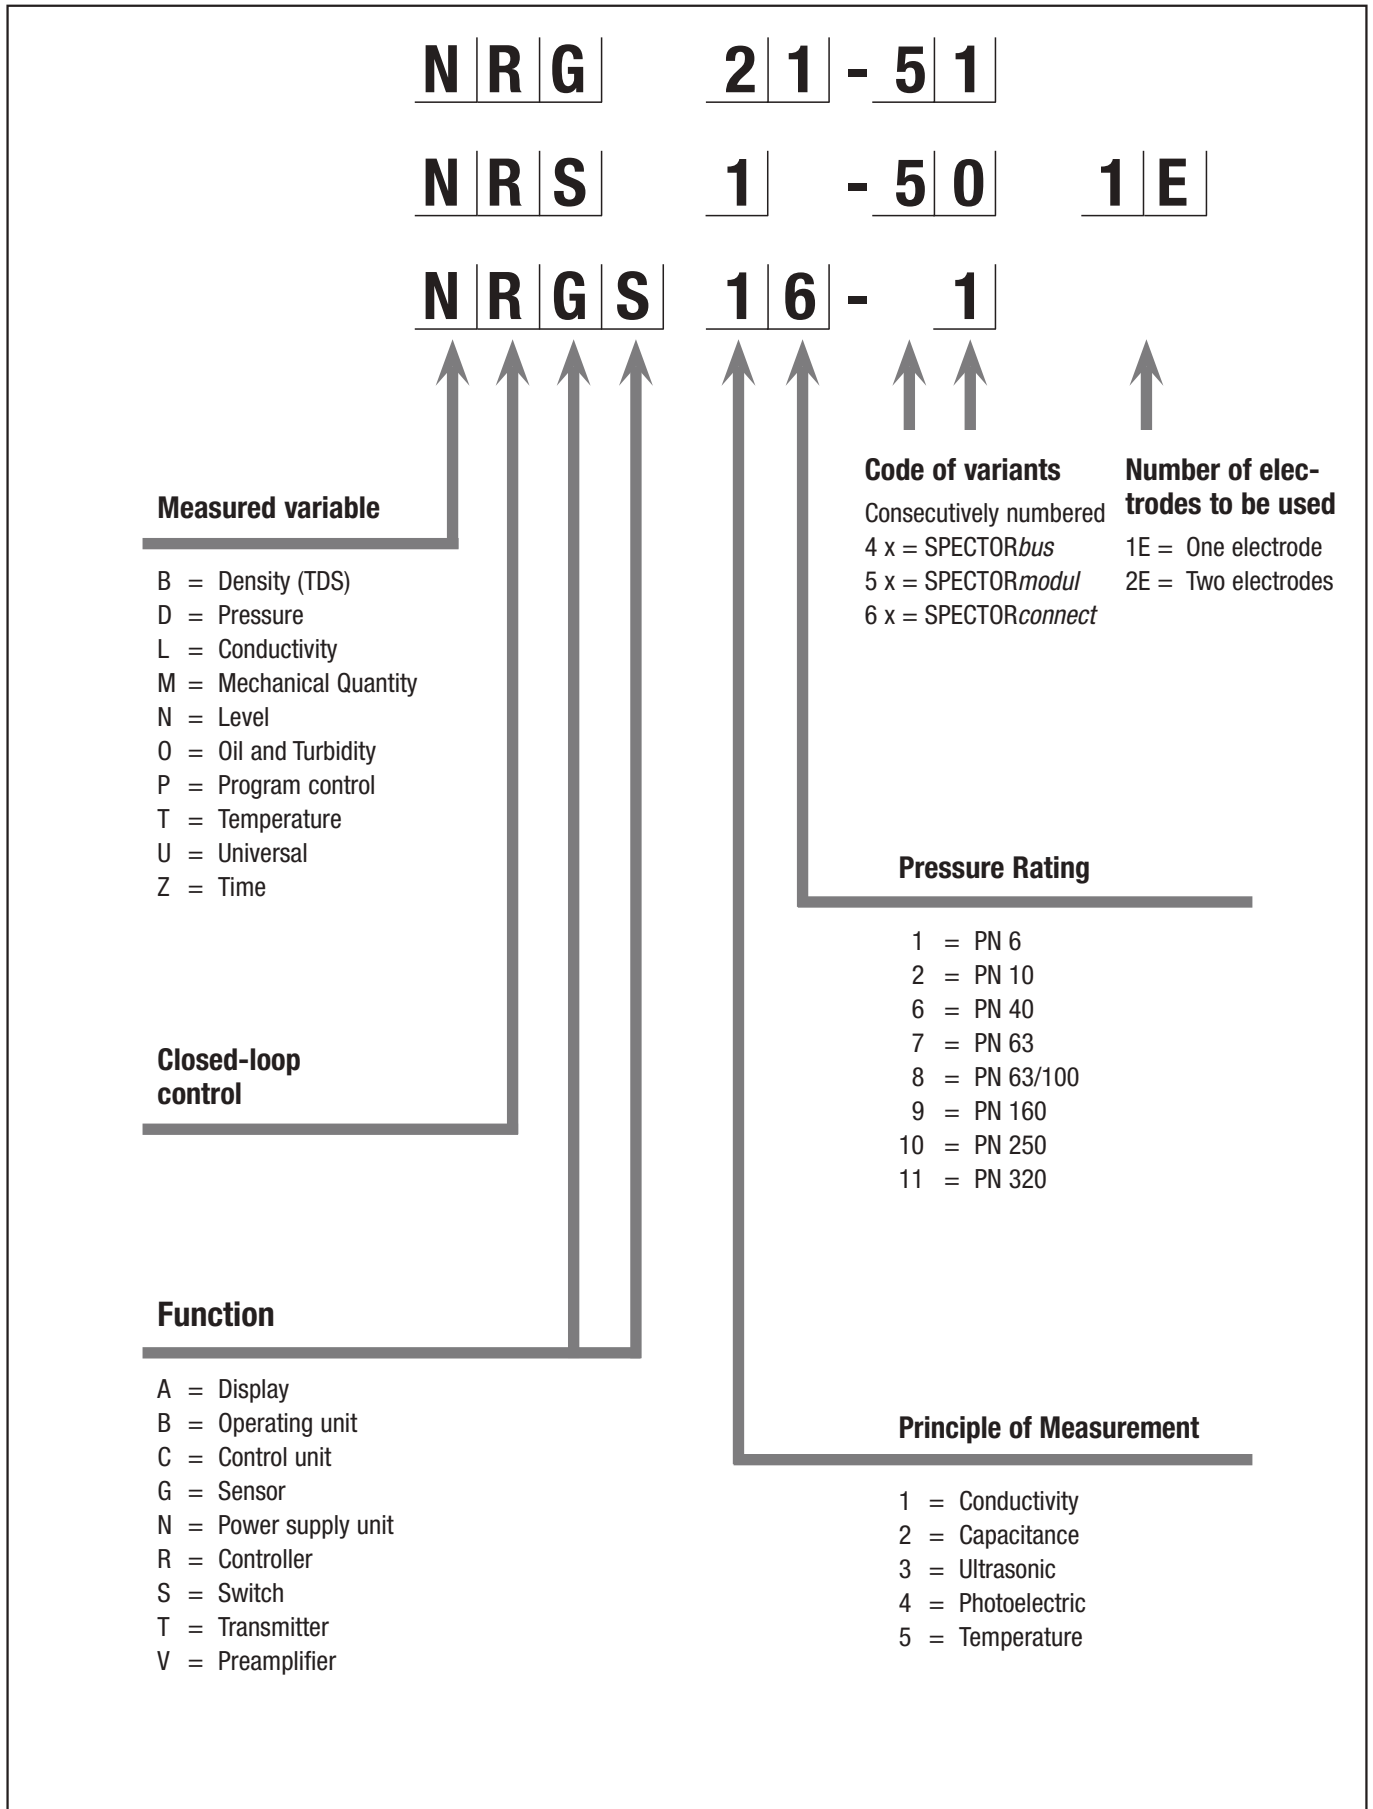 NRG 21-51
NRS 1 -50 1E
NRGS 16- 1
Code of variants
Consecutively numbered
4 x = SPECTORbus
5 x = SPECTORmodul
6 x = SPECTORconnect
Number of elec-
trodes to be used
1E = One electrode
2E = Two electrodes
Measured variable
B = Density (TDS)
D = Pressure
L = Conductivity
M = Mechanical Quantity
N = Level
O = Oil and Turbidity
P = Program control
T = Temperature
U = Universal
Z = Time
Pressure Rating
1 = PN 6
2 = PN 10
6 = PN 40
7 = PN 63
8 = PN 63/100
9 = PN 160
10 = PN 250
11 = PN 320
Closed-loop
control
Function
A = Display
B = Operating unit
C = Control unit
G = Sensor
N = Power supply unit
R = Controller
S = Switch
T = Transmitter
V = Preamplifier
Principle of Measurement
1 = Conductivity
2 = Capacitance
3 = Ultrasonic
4 = Photoelectric
5 = Temperature